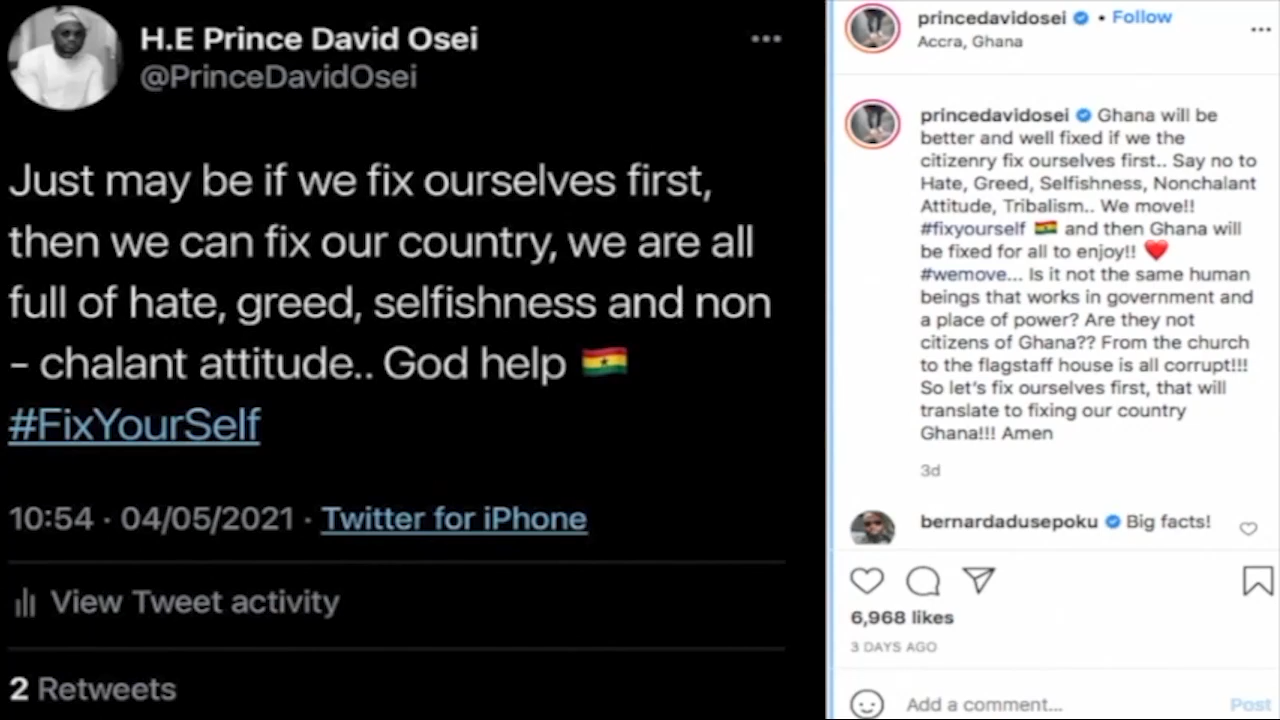 H.E Prince David Osei
@PrinceDavidOsei
Just may be if we fix ourselves first,
then we can fix our country, we are all
full of hate, greed, selfishness and non
- chalant attitude.. God help 🇬🇭
#FixYourSelf
10:54 · 04/05/2021 · Twitter for iPhone
View Tweet activity
2 Retweets
princedavidosei • Follow
Accra, Ghana
princedavidosei Ghana will be
better and well fixed if we the
citizenry fix ourselves first.. Say no to
Hate, Greed, Selfishness, Nonchalant
Attitude, Tribalism.. We move!!
#fixyourself 🇬🇭 and then Ghana will
be fixed for all to enjoy!! ❤️
#wemove... Is it not the same human
beings that works in government and
a place of power? Are they not
citizens of Ghana?? From the church
to the flagstaff house is all corrupt!!!
So let's fix ourselves first, that will
translate to fixing our country
Ghana!!! Amen
3d
bernardadusepoku Big facts!
6,968 likes
3 DAYS AGO
Add a comment...
Post